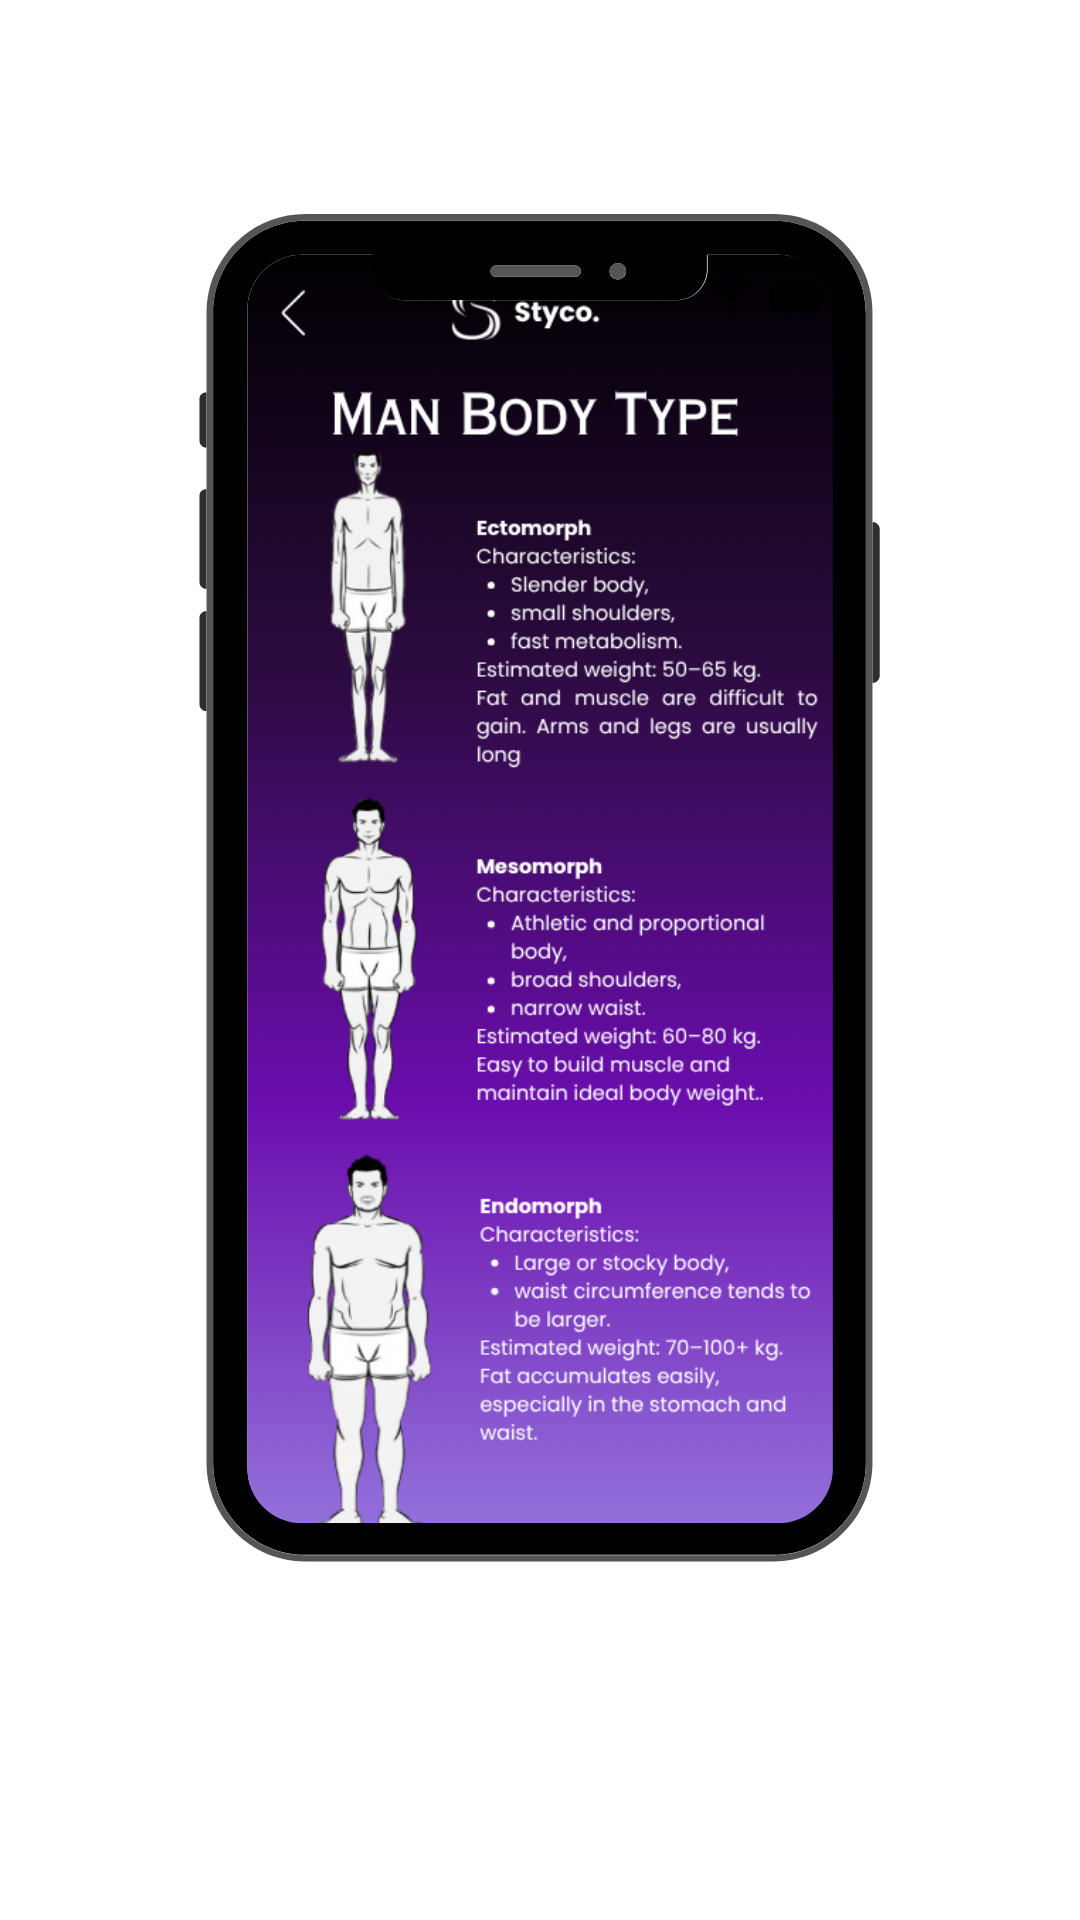 Styco.
MAN BODY TYPE
Ectomorph
Characteristics:
• Slender body,
• small shoulders,
• fast metabolism.
Estimated weight: 50–65 kg.
Fat and muscle are difficult to
gain. Arms and legs are usually
long
Mesomorph
Characteristics:
• Athletic and proportional
body,
• broad shoulders,
• narrow waist.
Estimated weight: 60–80 kg.
Easy to build muscle and
maintain ideal body weight..
Endomorph
Characteristics:
• Large or stocky body,
• waist circumference tends to
be larger.
Estimated weight: 70–100+ kg.
Fat accumulates easily,
especially in the stomach and
waist.